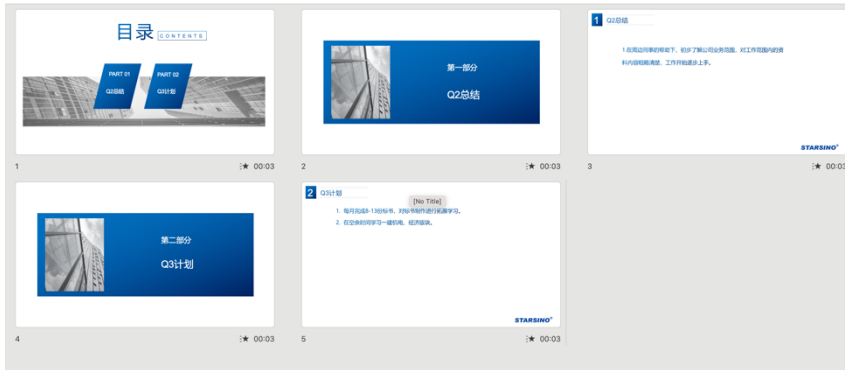 目录 CONTENTS
PART 01
Q2总结
PART 02
Q3计划
1
00:03
第一部分
Q2总结
2
00:03
1 Q2总结
1.在周边同事的帮助下，初步了解公司业务范围，对工作范围内的资
料内容粗略清楚，工作开始逐步上手。
STARSINO®
3
00:03
第二部分
Q3计划
4
00:03
2 Q3计划
[No Title]
1. 每月完成8-13份标书，对标书制作进行拓展学习。
2. 在空余时间学习一建机电、经济版块。
STARSINO®
5
00:03